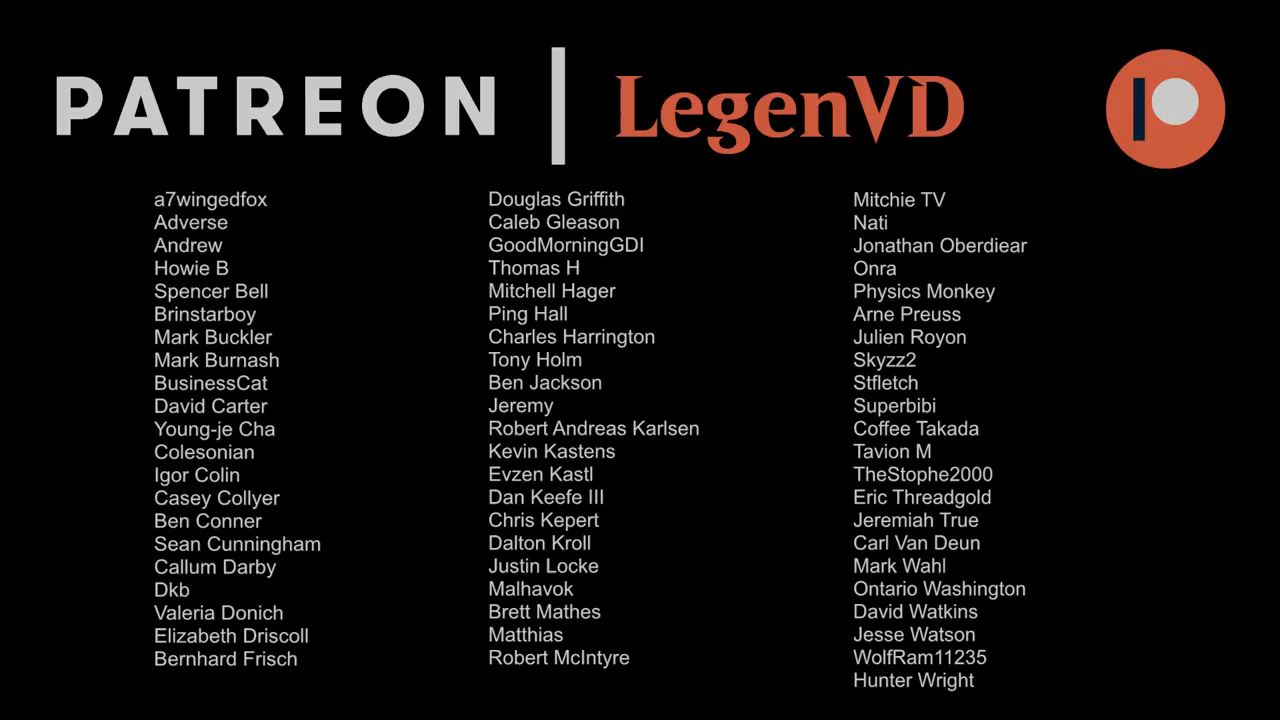 PATREON | LegenVD
a7wingedfox
Adverse
Andrew
Howie B
Spencer Bell
Brinstarboy
Mark Buckler
Mark Burnash
BusinessCat
David Carter
Young-je Cha
Colesonian
Igor Colin
Casey Collyer
Ben Conner
Sean Cunningham
Callum Darby
Dkb
Valeria Donich
Elizabeth Driscoll
Bernhard Frisch
Douglas Griffith
Caleb Gleason
GoodMorningGDI
Thomas H
Mitchell Hager
Ping Hall
Charles Harrington
Tony Holm
Ben Jackson
Jeremy
Robert Andreas Karlsen
Kevin Kastens
Evzen Kastl
Dan Keefe III
Chris Kepert
Dalton Kroll
Justin Locke
Malhavok
Brett Mathes
Matthias
Robert McIntyre
Mitchie TV
Nati
Jonathan Oberdiear
Onra
Physics Monkey
Arne Preuss
Julien Royon
Skyzz2
Stfletch
Superbibi
Coffee Takada
Tavion M
TheStophe2000
Eric Threadgold
Jeremiah True
Carl Van Deun
Mark Wahl
Ontario Washington
David Watkins
Jesse Watson
WolfRam11235
Hunter Wright